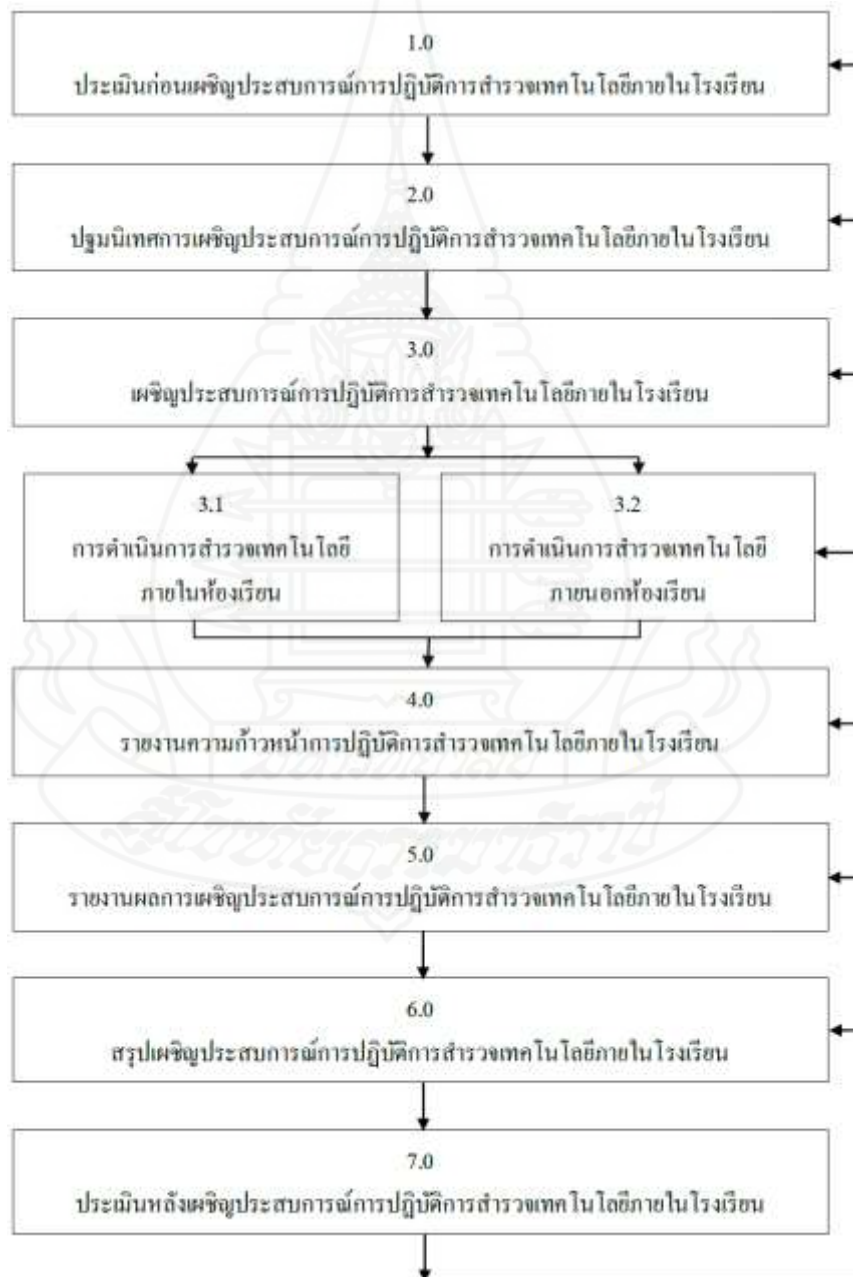 1.0
ประเมินก่อนเผชิญประสบการณ์การปฏิบัติการสำรวจเทคโนโลยีภายในโรงเรียน
2.0
ปฐมนิเทศการเผชิญประสบการณ์การปฏิบัติการสำรวจเทคโนโลยีภายในโรงเรียน
3.0
เผชิญประสบการณ์การปฏิบัติการสำรวจเทคโนโลยีภายในโรงเรียน
3.1
การดำเนินการสำรวจเทคโนโลยี
ภายในห้องเรียน
3.2
การดำเนินการสำรวจเทคโนโลยี
ภายนอกห้องเรียน
4.0
รายงานความก้าวหน้าการปฏิบัติการสำรวจเทคโนโลยีภายในโรงเรียน
5.0
รายงานผลการเผชิญประสบการณ์การปฏิบัติการสำรวจเทคโนโลยีภายในโรงเรียน
6.0
สรุปเผชิญประสบการณ์การปฏิบัติการสำรวจเทคโนโลยีภายในโรงเรียน
7.0
ประเมินหลังเผชิญประสบการณ์การปฏิบัติการสำรวจเทคโนโลยีภายในโรงเรียน